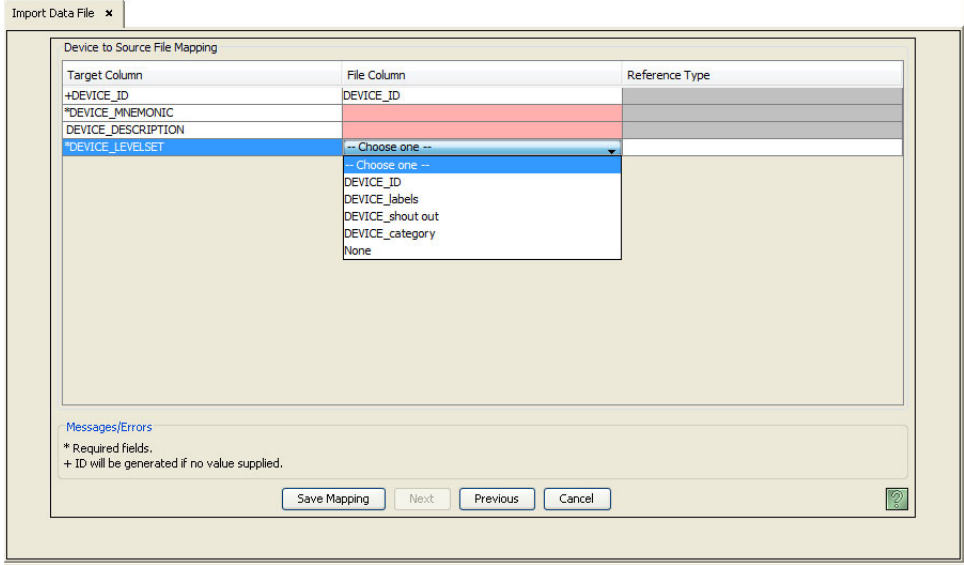 Import Data File ×
Device to Source File Mapping
Target Column File Column Reference Type
+DEVICE_ID DEVICE_ID
*DEVICE_MNEMONIC
DEVICE_DESCRIPTION
*DEVICE_LEVELSET -- Choose one --
-- Choose one --
DEVICE_ID
DEVICE_labels
DEVICE_shout out
DEVICE_category
None
Messages/Errors
* Required fields.
+ ID will be generated if no value supplied.
Save Mapping Next Previous Cancel ?